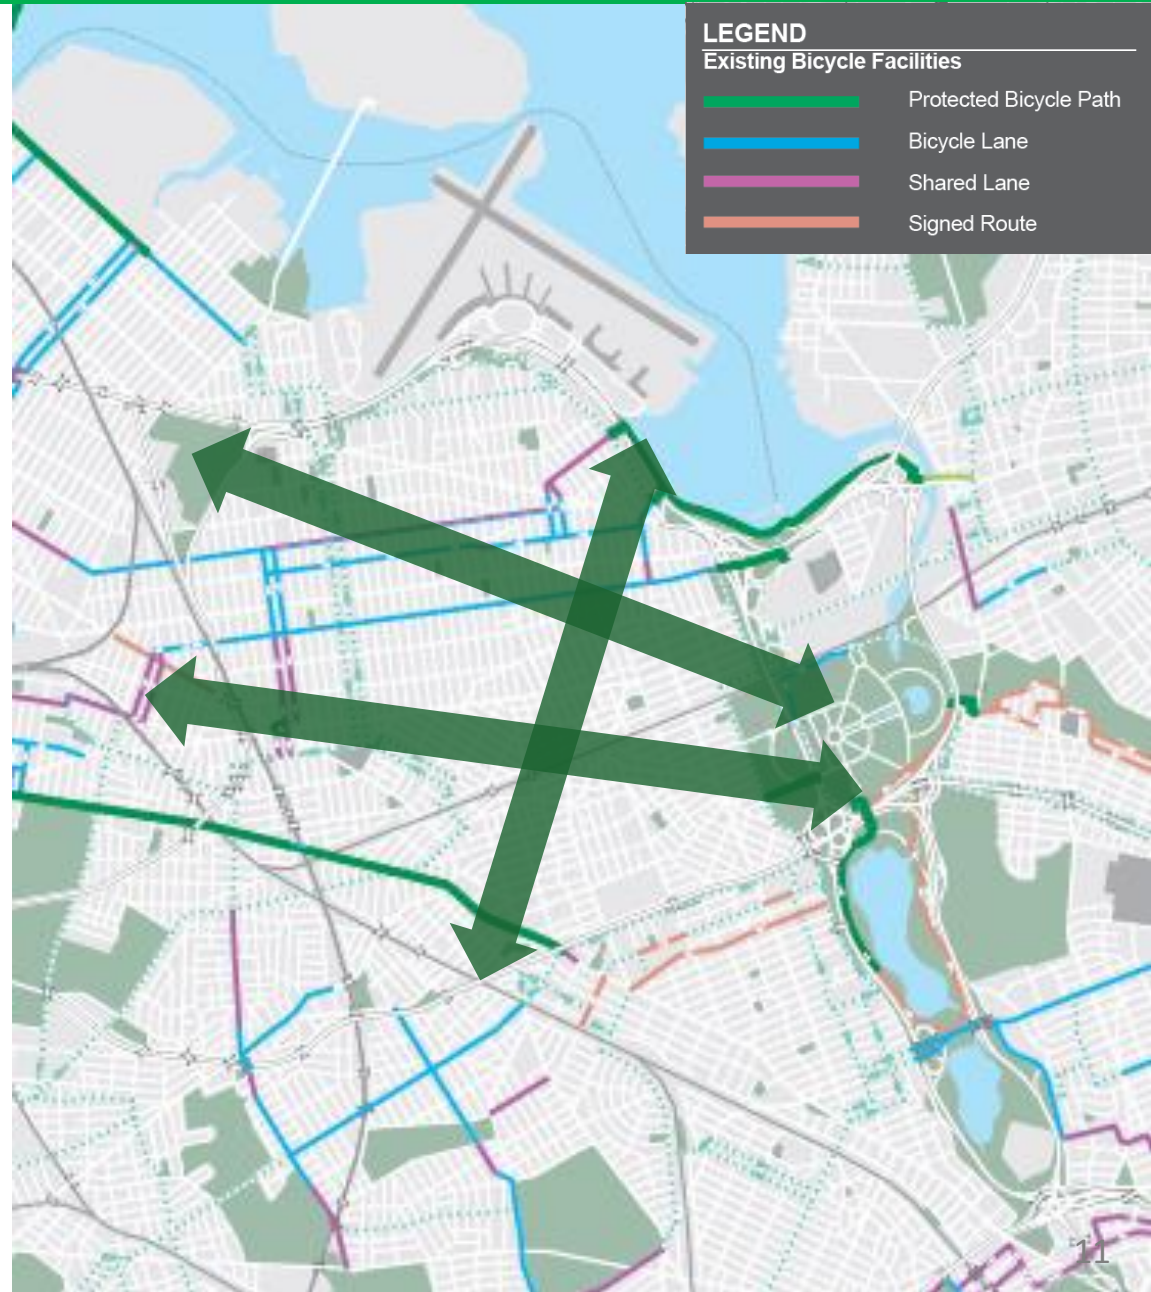 LEGEND
Existing Bicycle Facilities
Protected Bicycle Path
Bicycle Lane
Shared Lane
Signed Route
11